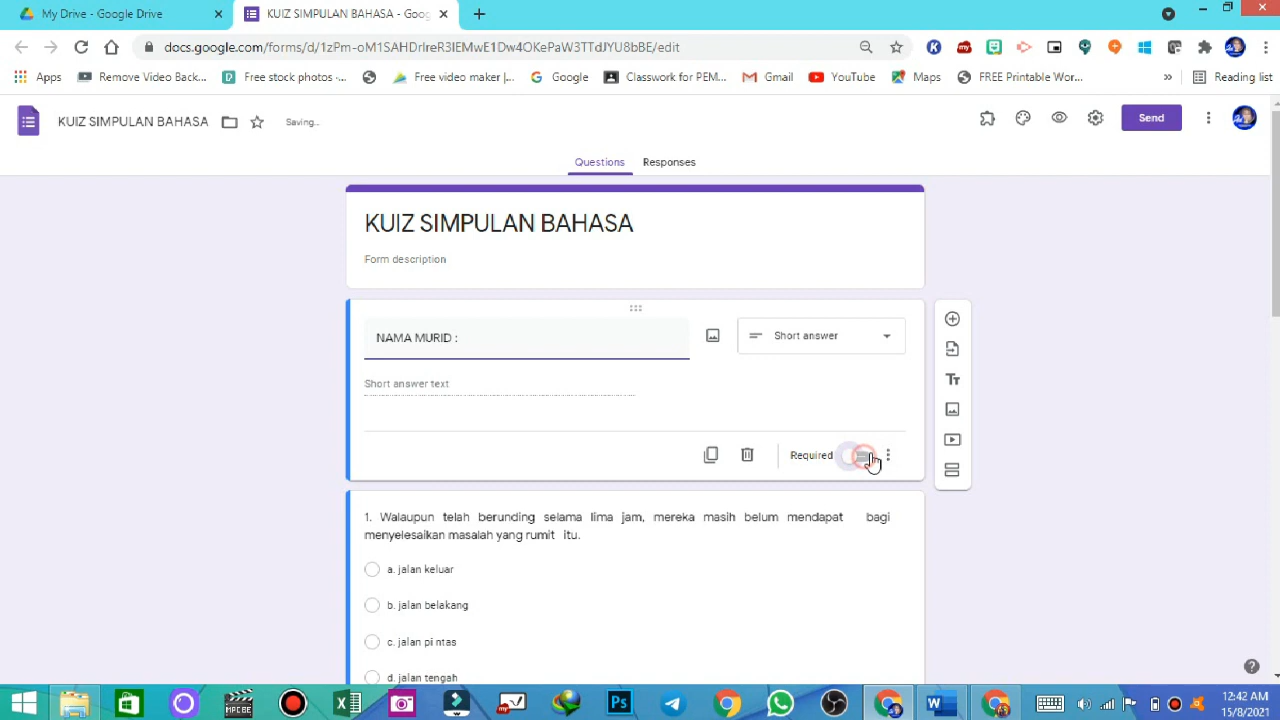 My Drive - Google Drive
KUIZ SIMPULAN BAHASA - Goog
docs.google.com/forms/d/1zPm-oM1SAHDrIreR3IEMwE1Dw4OKePaW3TTdJYU8bBE/edit
Apps
Remove Video Back...
Free stock photos -...
Free video maker |...
Google
Classwork for PEM...
Gmail
YouTube
Maps
FREE Printable Wor...
»
Reading list
KUIZ SIMPULAN BAHASA
Saving...
Send
Questions
Responses
KUIZ SIMPULAN BAHASA
Form description
NAMA MURID :
Short answer
Short answer text
Required
1. Walaupun telah berunding selama lima jam, mereka masih belum mendapat bagi
menyelesaikan masalah yang rumit itu.
a. jalan keluar
b. jalan belakang
c. jalan pintas
d. jalan tengah
12:42 AM
15/8/2021